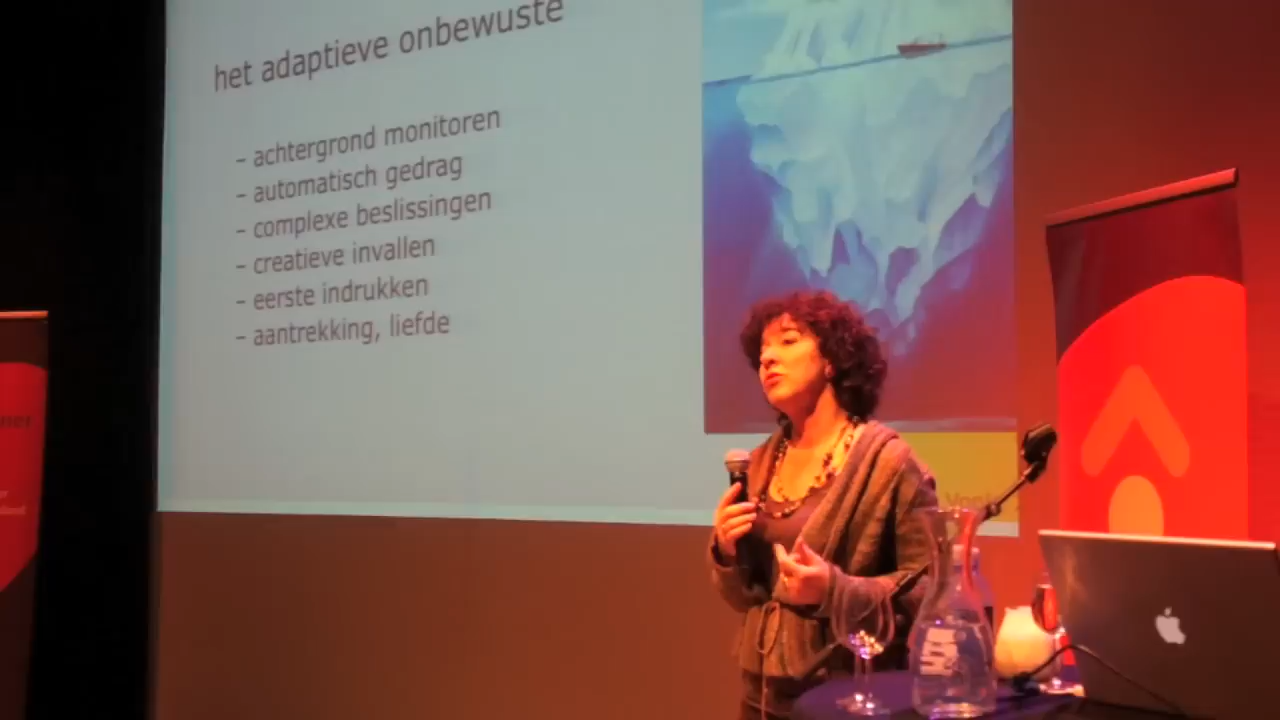 het adaptieve onbewuste
– achtergrond monitoren
– automatisch gedrag
– complexe beslissingen
– creatieve invallen
– eerste indrukken
– aantrekking, liefde